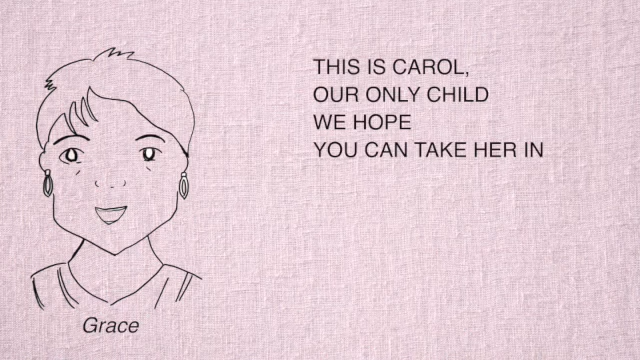 THIS IS CAROL,
OUR ONLY CHILD
WE HOPE
YOU CAN TAKE HER IN
Grace